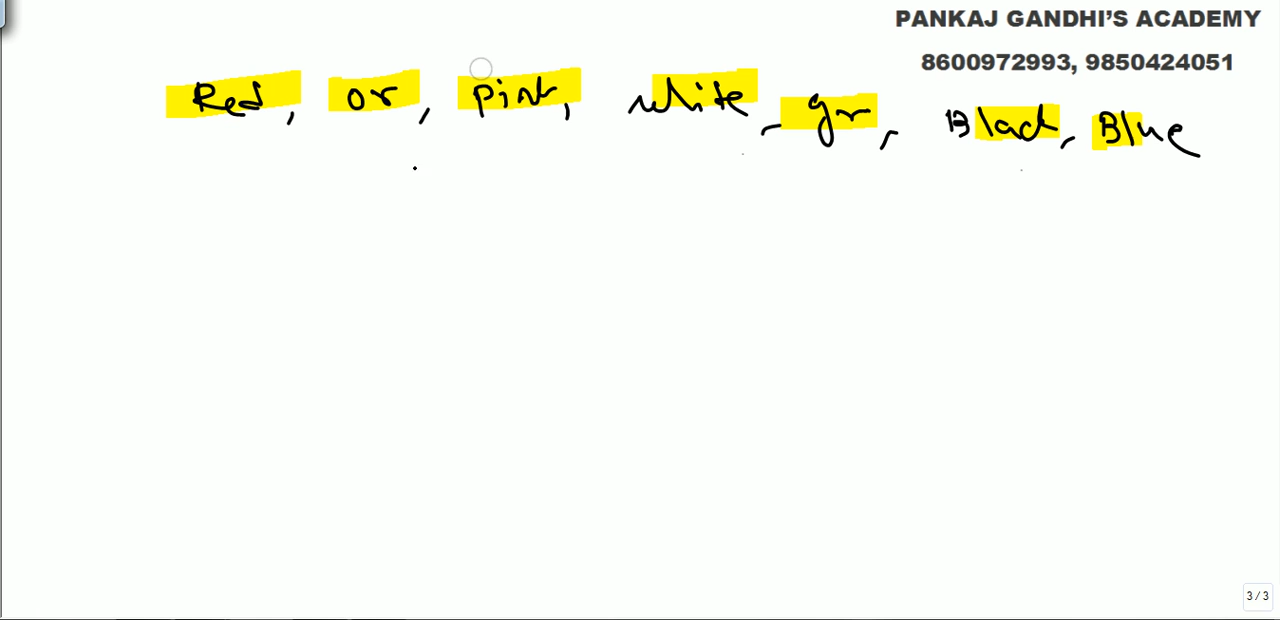 PANKAJ GANDHI'S ACADEMY
8600972993, 9850424051
Red, or, Pink, white, gr, Black, Blue
3/3